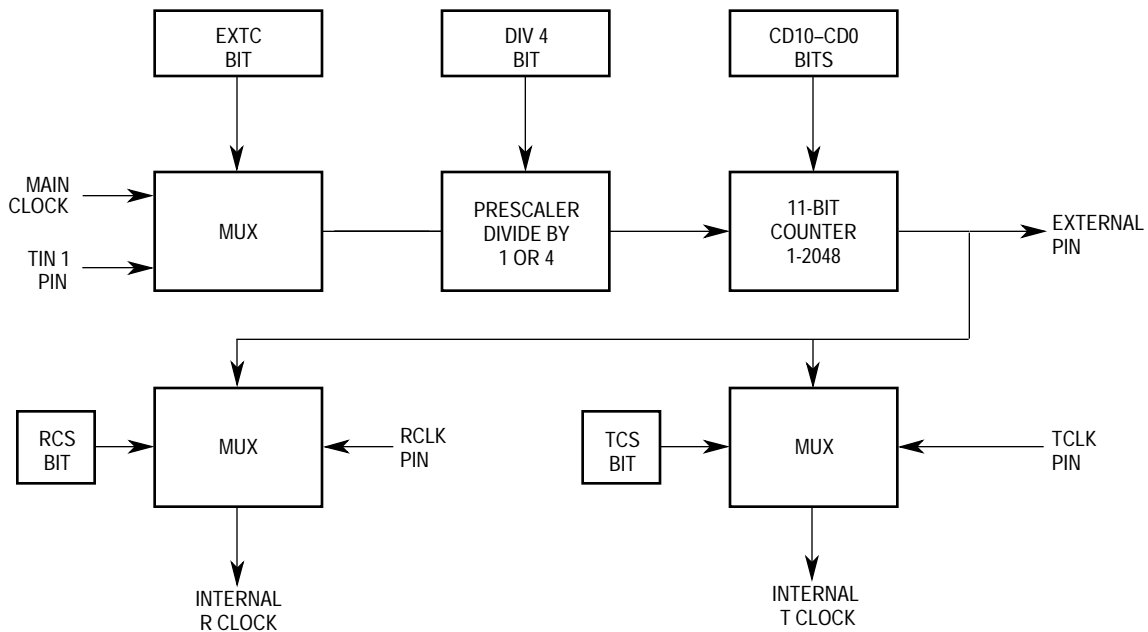 EXTC
BIT
DIV 4
BIT
CD10–CD0
BITS
MAIN
CLOCK
TIN 1
PIN
MUX
PRESCALER
DIVIDE BY
1 OR 4
11-BIT
COUNTER
1-2048
EXTERNAL
PIN
RCS
BIT
MUX
RCLK
PIN
TCS
BIT
MUX
TCLK
PIN
INTERNAL
R CLOCK
INTERNAL
T CLOCK